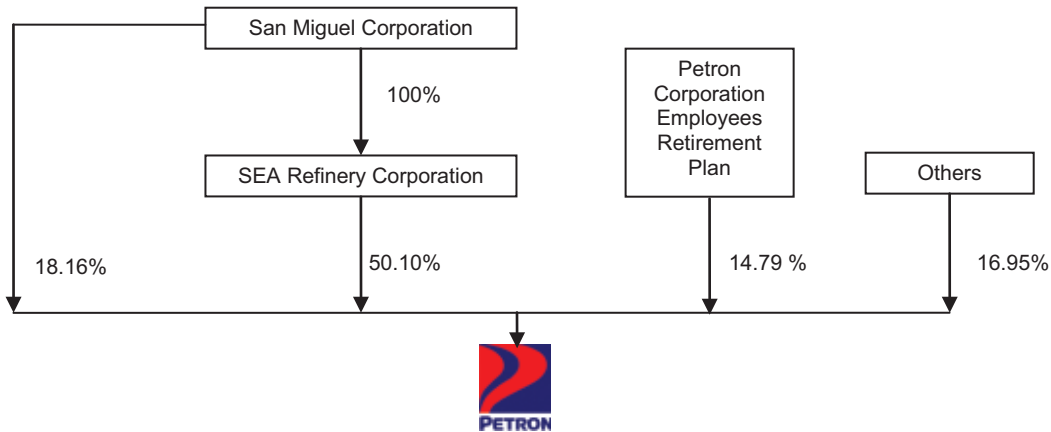 San Miguel Corporation
100%
SEA Refinery Corporation
Petron
Corporation
Employees
Retirement
Plan
Others
18.16%
50.10%
14.79 %
16.95%
PETRON